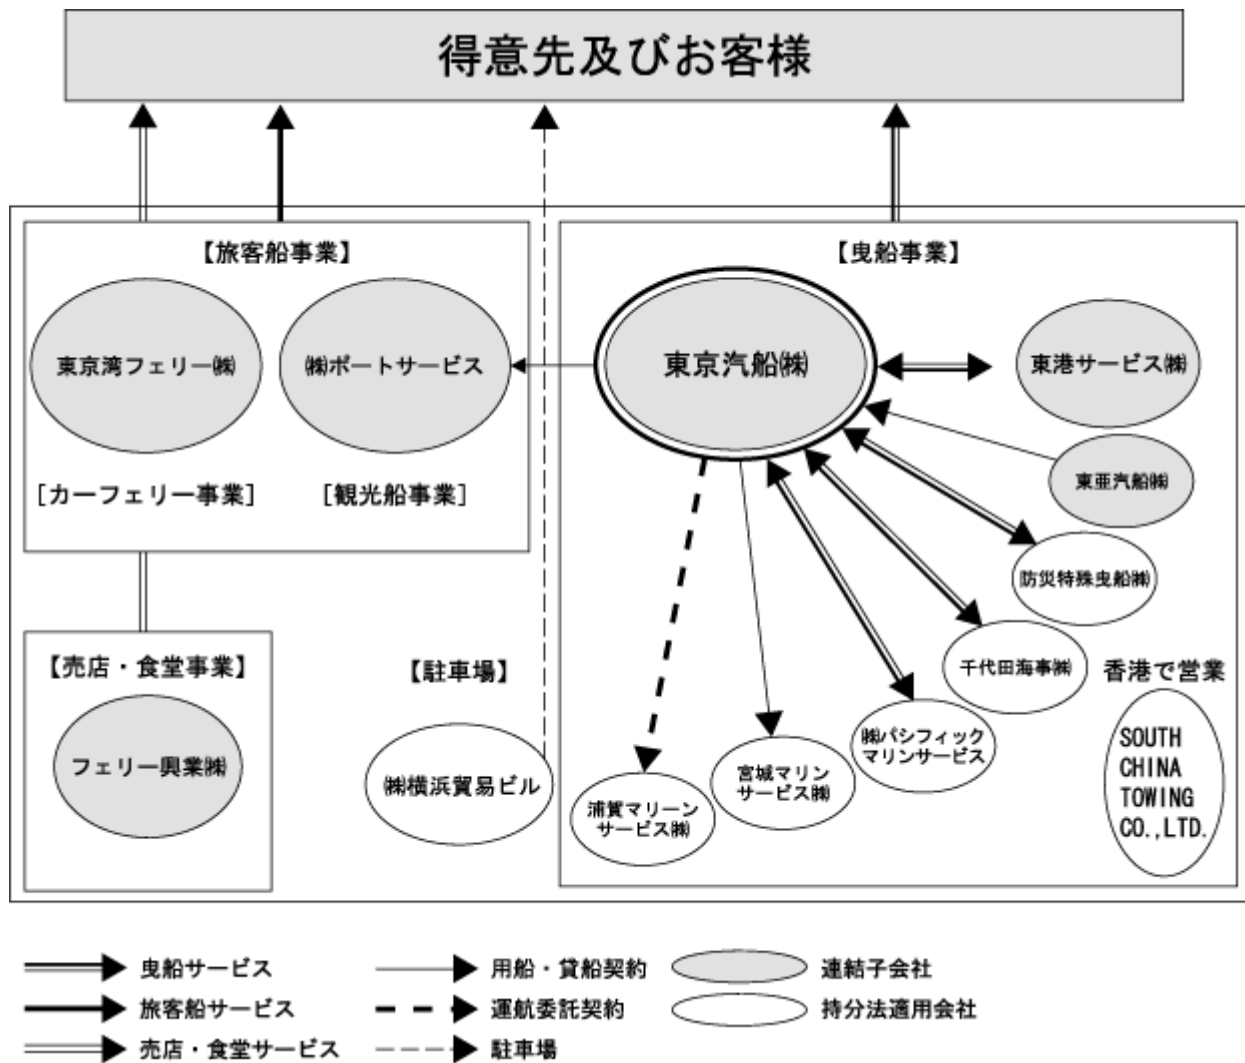 得意先及びお客様
【旅客船事業】
東京湾フェリー㈱
㈱ポートサービス
［カーフェリー事業］
［観光船事業］
【売店・食堂事業】
フェリー興業㈱
【駐車場】
㈱横浜貿易ビル
【曳船事業】
東京汽船㈱
東港サービス㈱
東亜汽船㈱
防災特殊曳船㈱
千代田海事㈱
㈱パシフィック
マリンサービス
宮城マリン
サービス㈱
浦賀マリーン
サービス㈱
香港で営業
SOUTH
CHINA
TOWING
CO.,LTD.
曳船サービス
旅客船サービス
売店・食堂サービス
用船・貸船契約
運航委託契約
駐車場
連結子会社
持分法適用会社